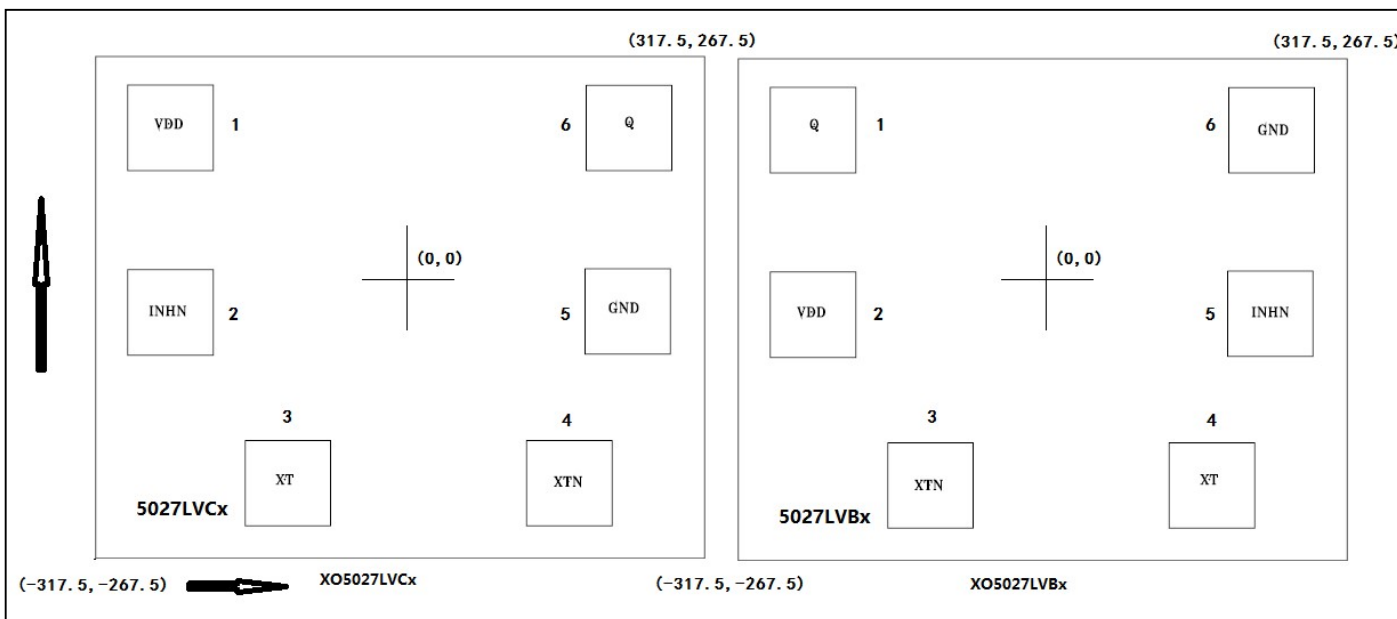 (317.5,267.5)
(317.5,267.5)
VDD 1
6 Q
Q 1
6 GND
(0,0)
(0,0)
INHN 2
5 GND
VDD 2
5 INHN
3
4
3
4
XT
XTN
XTN
XT
5027LVCx
5027LVBx
(-317.5,-267.5)
XO5027LVCx
(-317.5,-267.5)
XO5027LVBx